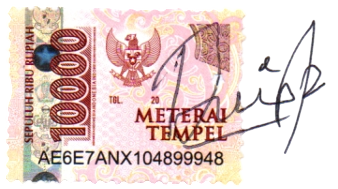 SEPULUH RIBU RUPIAH
10000
TGL. 20
METERAI
TEMPEL
AE6E7ANX104899948